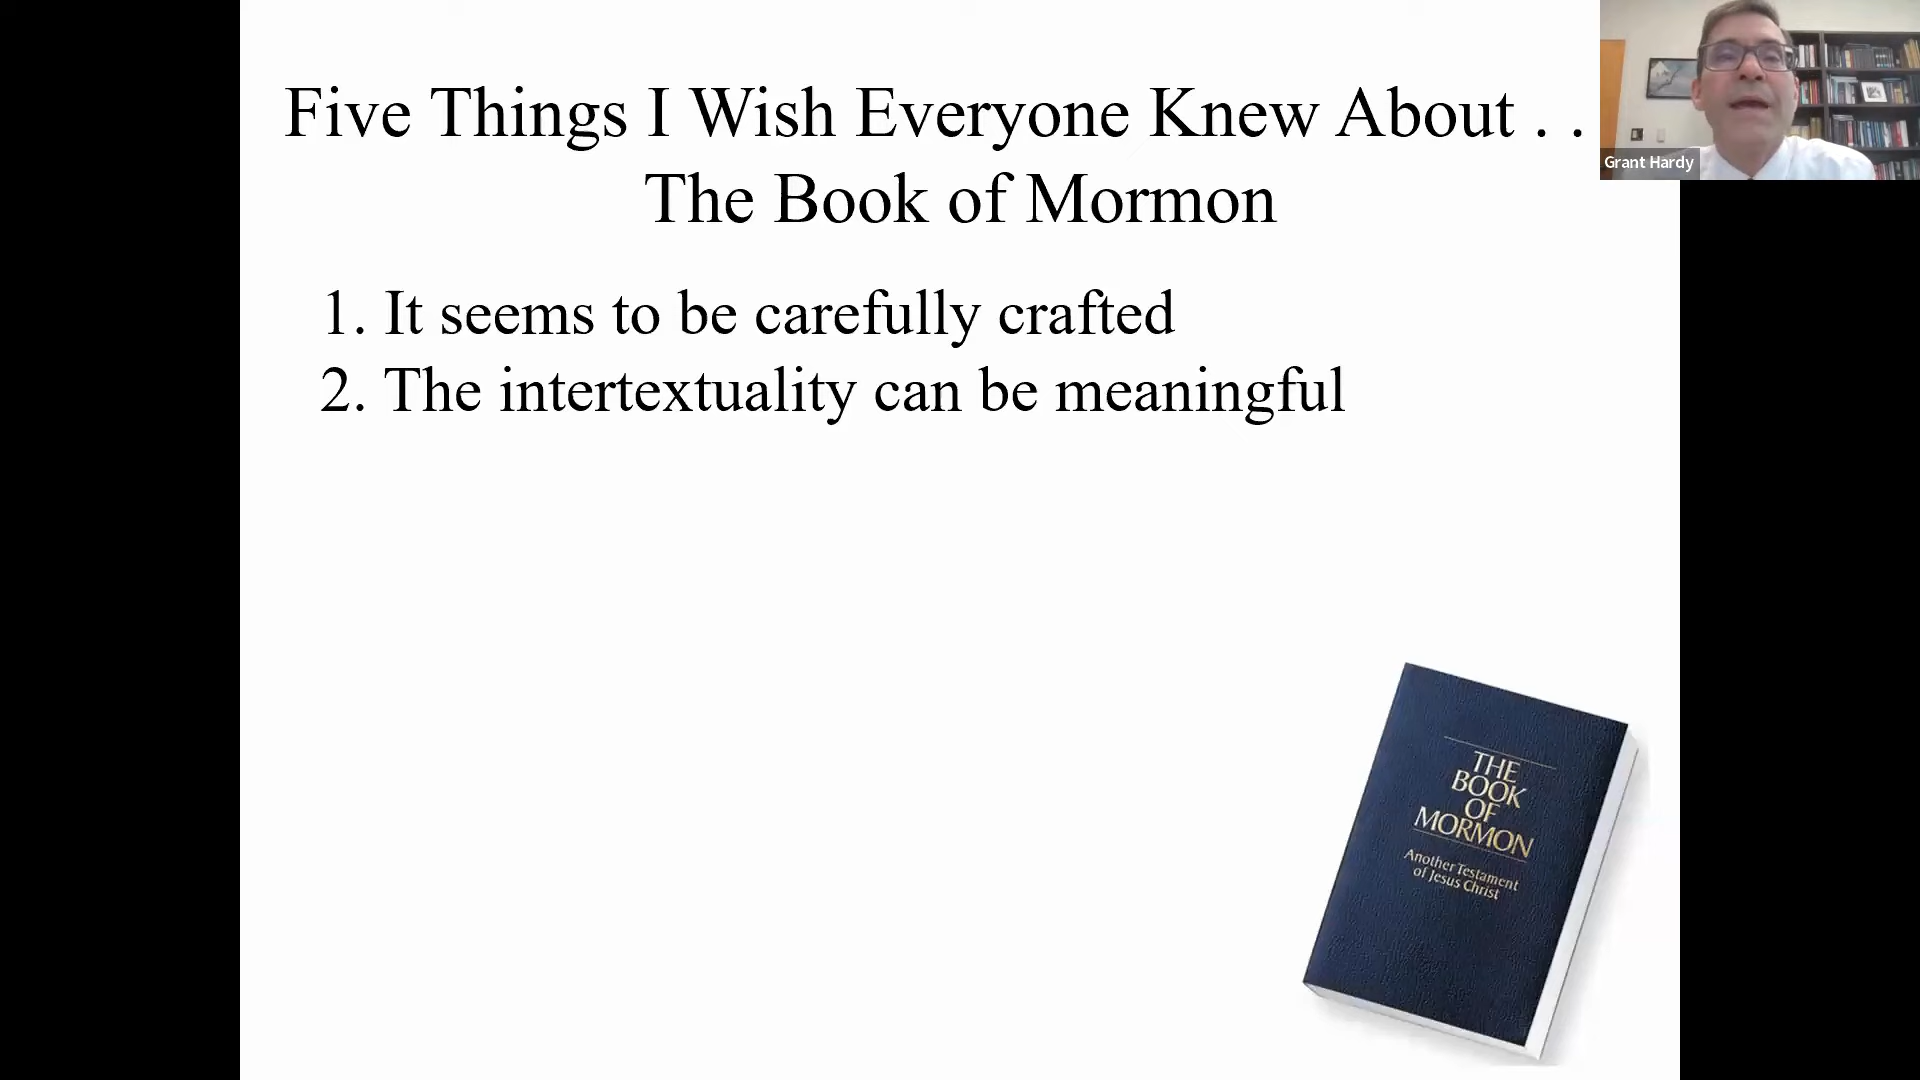 Five Things I Wish Everyone Knew About . .
The Book of Mormon
1. It seems to be carefully crafted
2. The intertextuality can be meaningful
Grant Hardy
THE
BOOK
OF
MORMON
Another Testament
of Jesus Christ